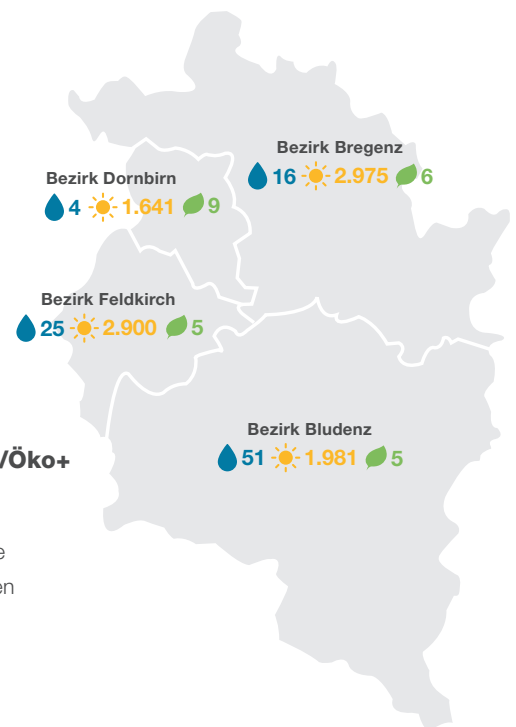 Bezirk Bregenz
16 2.975 6
Bezirk Dornbirn
4 1.641 9
Bezirk Feldkirch
25 2.900 5
Bezirk Bludenz
51 1.981 5
/Öko+
e
en